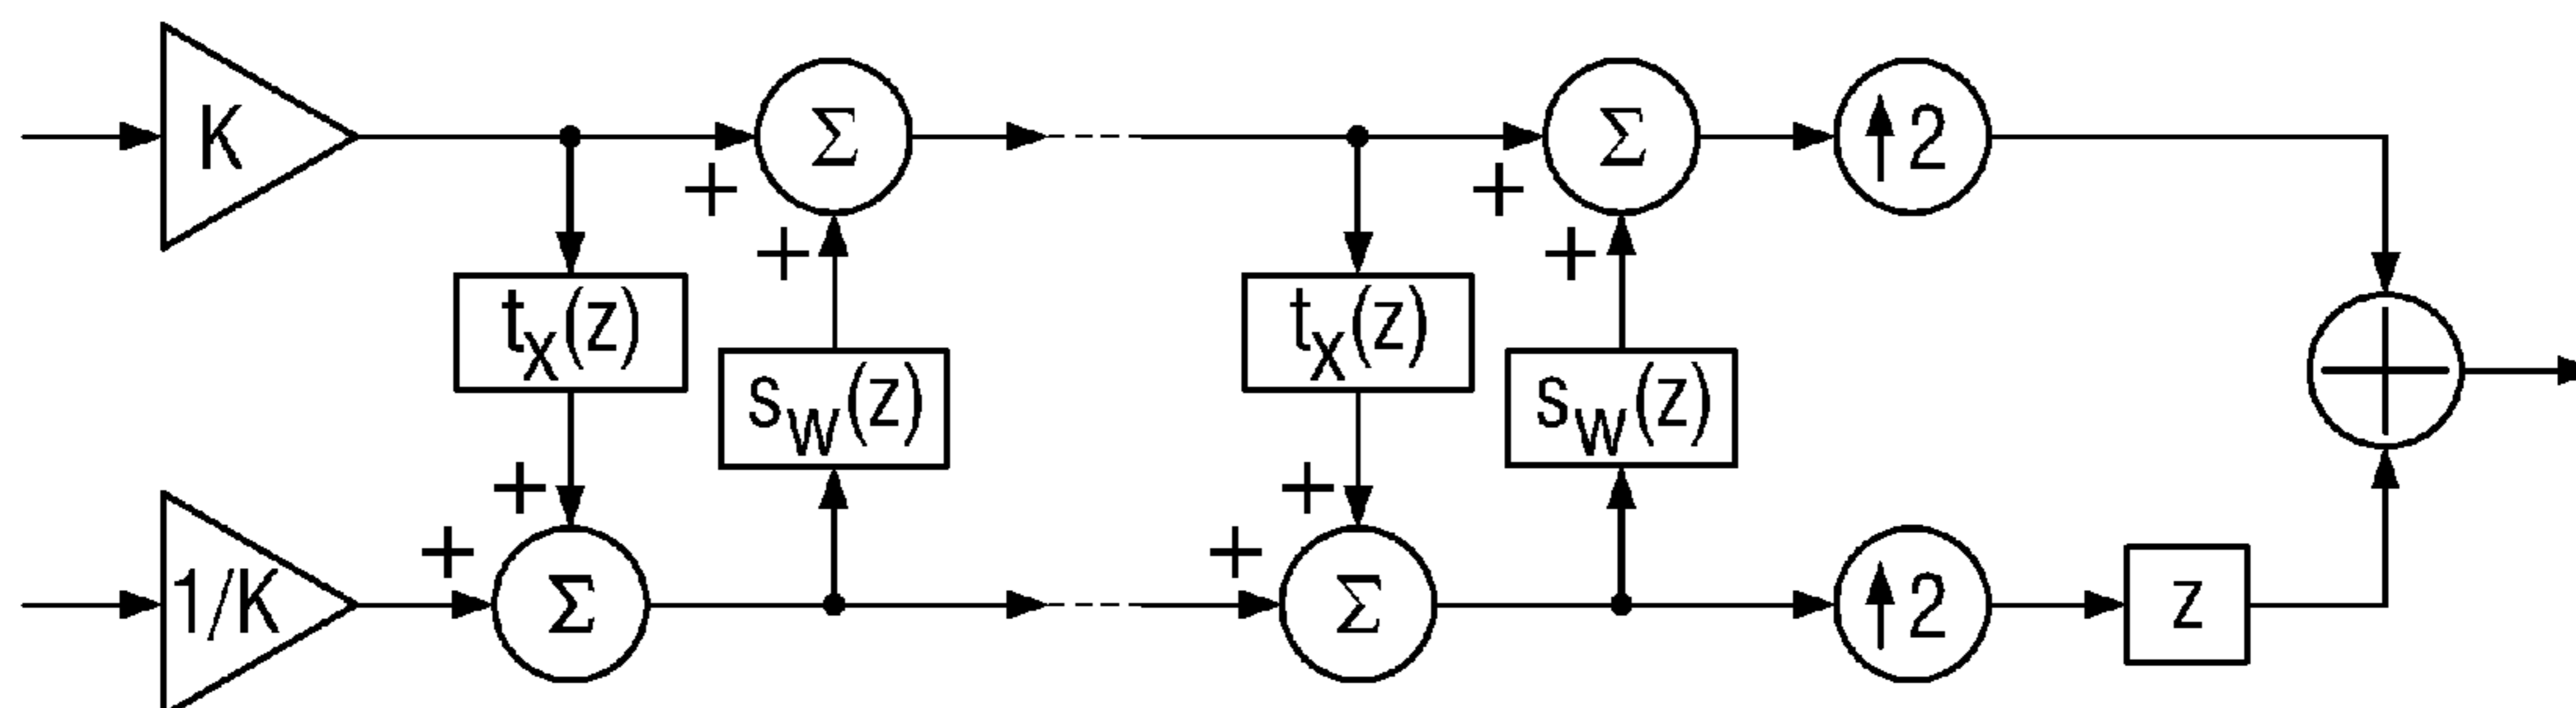 K
Σ
Σ
↑2
+
+
+
+
t_x(z)
t_x(z)
s_w(z)
s_w(z)
+
+
+
+
1/K
Σ
Σ
↑2
z